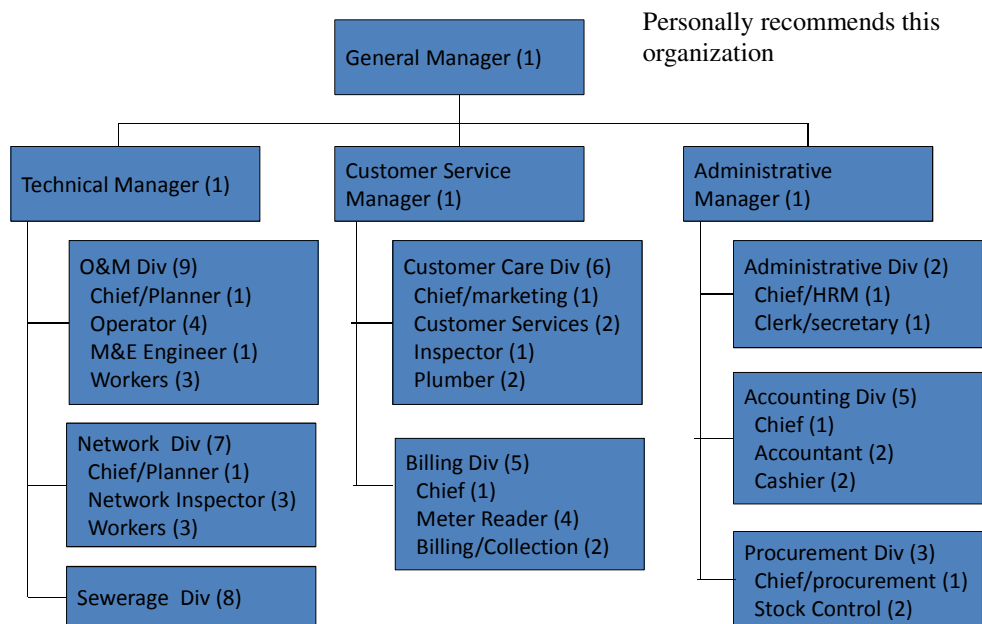 Personally recommends this
organization
General Manager (1)
Technical Manager (1)
O&M Div (9)
Chief/Planner (1)
Operator (4)
M&E Engineer (1)
Workers (3)
Network Div (7)
Chief/Planner (1)
Network Inspector (3)
Workers (3)
Sewerage Div (8)
Customer Service
Manager (1)
Customer Care Div (6)
Chief/marketing (1)
Customer Services (2)
Inspector (1)
Plumber (2)
Billing Div (5)
Chief (1)
Meter Reader (4)
Billing/Collection (2)
Administrative
Manager (1)
Administrative Div (2)
Chief/HRM (1)
Clerk/secretary (1)
Accounting Div (5)
Chief (1)
Accountant (2)
Cashier (2)
Procurement Div (3)
Chief/procurement (1)
Stock Control (2)